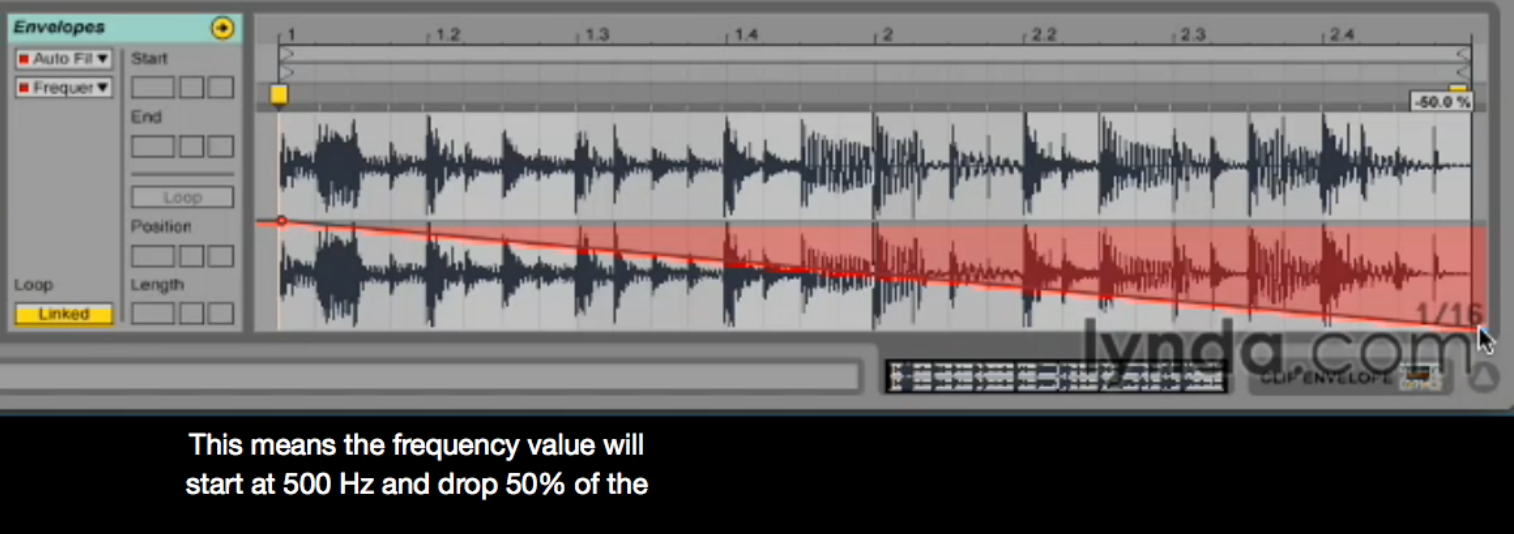 Envelopes
1 1.2 1.3 1.4 2 2.2 2.3 2.4
Auto Fil
Start
Frequer
-50.0 %
End
Loop
Position
Loop
Length
Linked
1/16
lynda.com
CLIP ENVELOPE
This means the frequency value will
start at 500 Hz and drop 50% of the